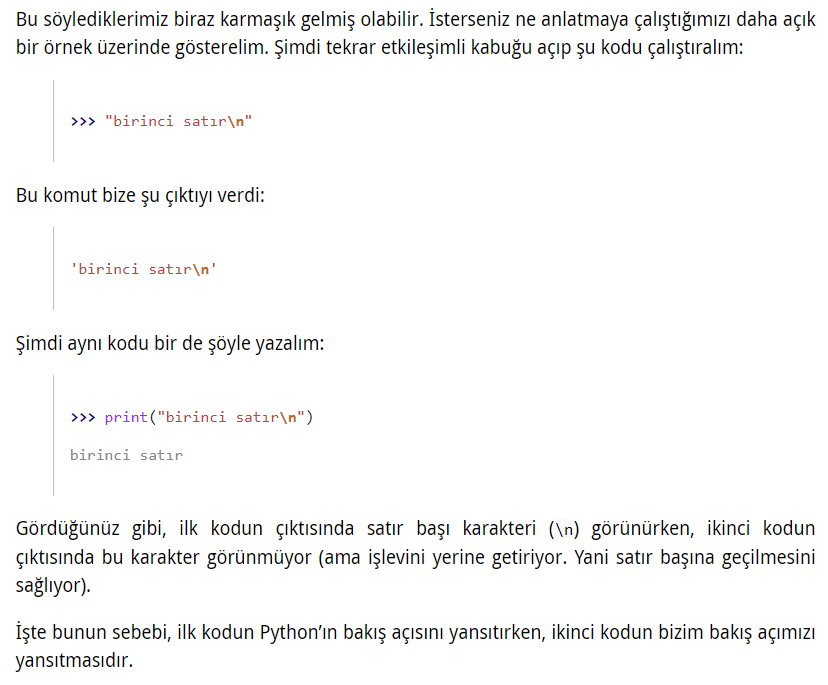 Bu söylediklerimiz biraz karmaşık gelmiş olabilir. İsterseniz ne anlatmaya çalıştığımızı daha açık
bir örnek üzerinde gösterelim. Şimdi tekrar etkileşimli kabuğu açıp şu kodu çalıştıralım:
>>> "birinci satır\n"
Bu komut bize şu çıktıyı verdi:
'birinci satır\n'
Şimdi aynı kodu bir de şöyle yazalım:
>>> print("birinci satır\n")
birinci satır
Gördüğünüz gibi, ilk kodun çıktısında satır başı karakteri (\n) görünürken, ikinci kodun
çıktısında bu karakter görünmüyor (ama işlevini yerine getiriyor. Yani satır başına geçilmesini
sağlıyor).
İşte bunun sebebi, ilk kodun Python’ın bakış açısını yansıtırken, ikinci kodun bizim bakış açımızı
yansıtmasıdır.